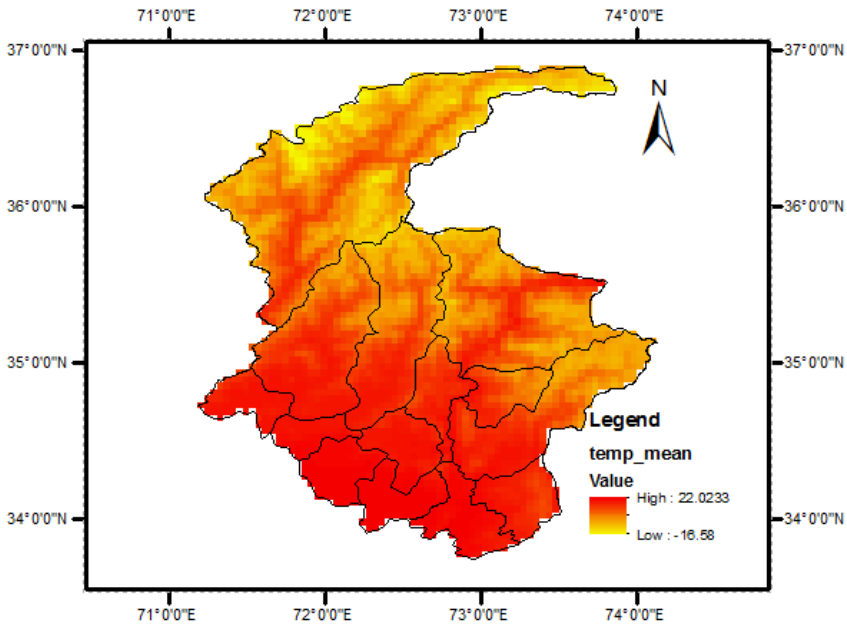 71°0'0"E 72°0'0"E 73°0'0"E 74°0'0"E
37°0'0"N 37°0'0"N
N
36°0'0"N 36°0'0"N
35°0'0"N 35°0'0"N
Legend
temp_mean
Value
High : 22.0233
34°0'0"N 34°0'0"N
Low : -16.58
71°0'0"E 72°0'0"E 73°0'0"E 74°0'0"E